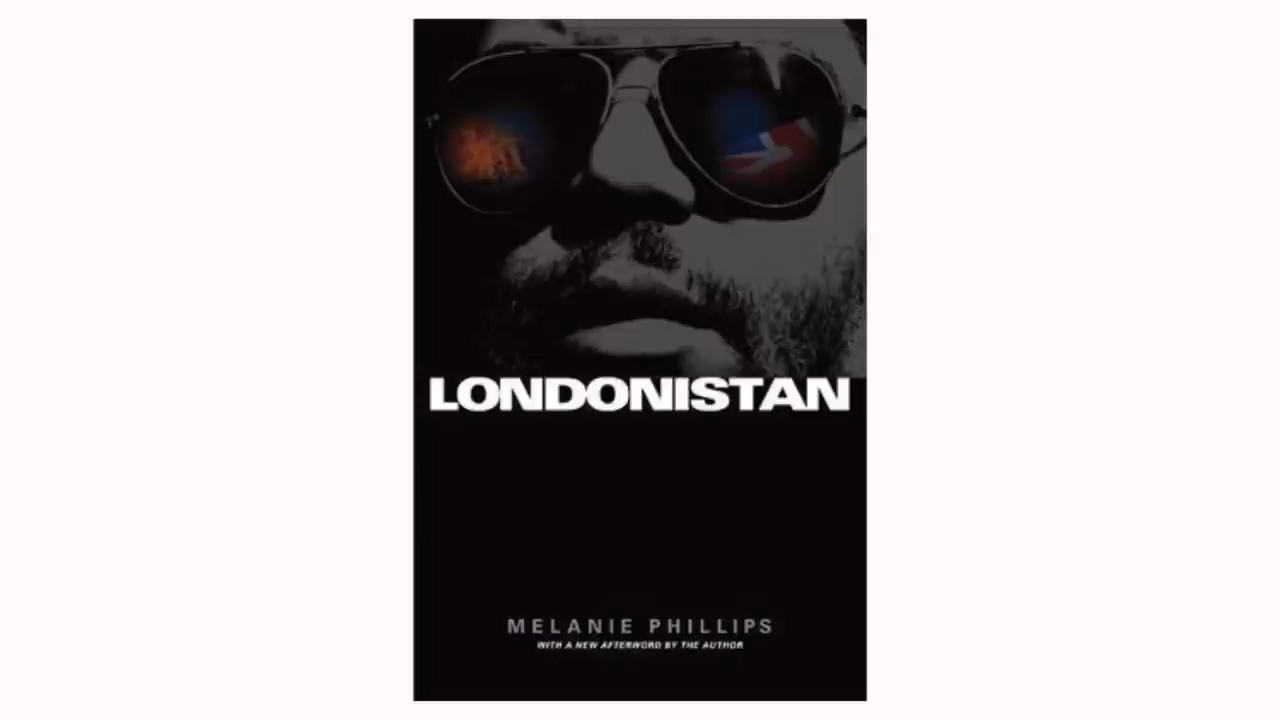 LONDONISTAN
MELANIE PHILLIPS
WITH A NEW AFTERWORD BY THE AUTHOR